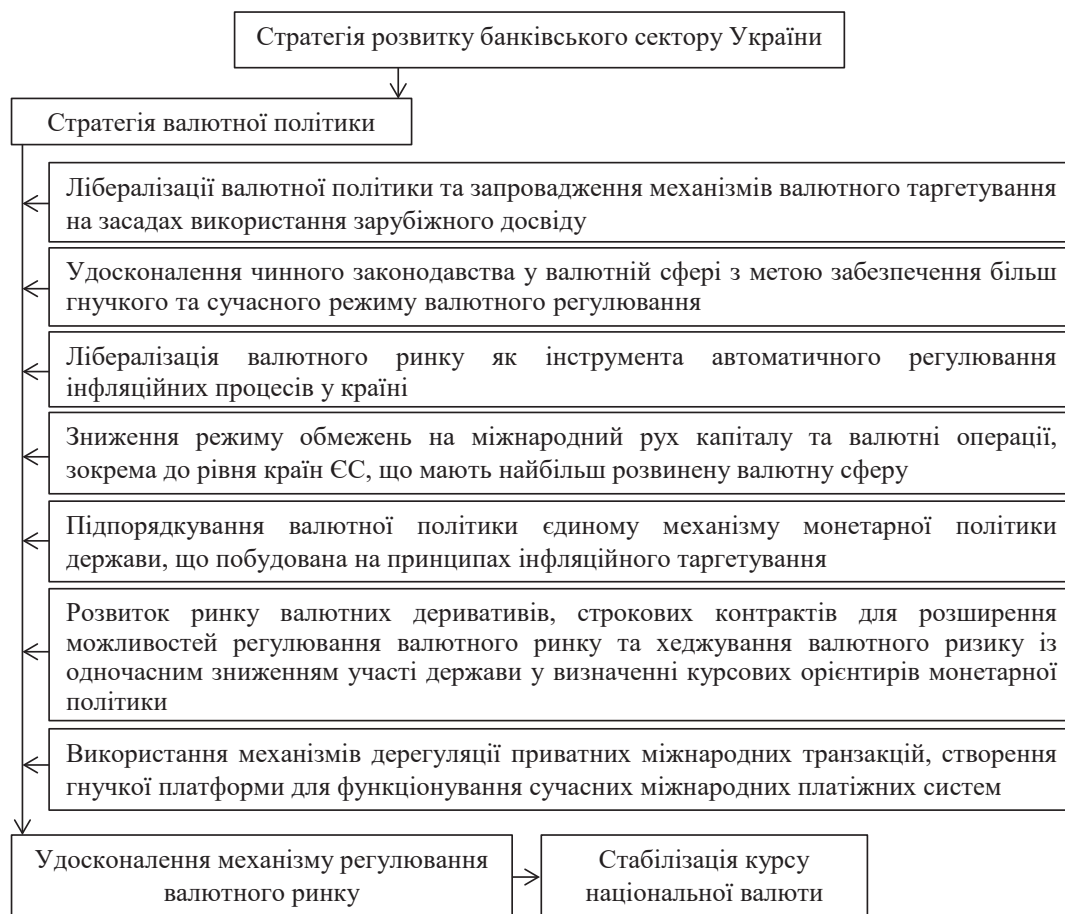 Стратегія розвитку банківського сектору України
Стратегія валютної політики
Лібералізації валютної політики та запровадження механізмів валютного таргетування
на засадах використання зарубіжного досвіду
Удосконалення чинного законодавства у валютній сфері з метою забезпечення більш
гнучкого та сучасного режиму валютного регулювання
Лібералізація валютного ринку як інструмента автоматичного регулювання
інфляційних процесів у країні
Зниження режиму обмежень на міжнародний рух капіталу та валютні операції,
зокрема до рівня країн ЄС, що мають найбільш розвинену валютну сферу
Підпорядкування валютної політики єдиному механізму монетарної політики
держави, що побудована на принципах інфляційного таргетування
Розвиток ринку валютних деривативів, строкових контрактів для розширення
можливостей регулювання валютного ринку та хеджування валютного ризику із
одночасним зниженням участі держави у визначенні курсових орієнтирів монетарної
політики
Використання механізмів дерегуляції приватних міжнародних транзакцій, створення
гнучкої платформи для функціонування сучасних міжнародних платіжних систем
Удосконалення механізму регулювання
валютного ринку
Стабілізація курсу
національної валюти